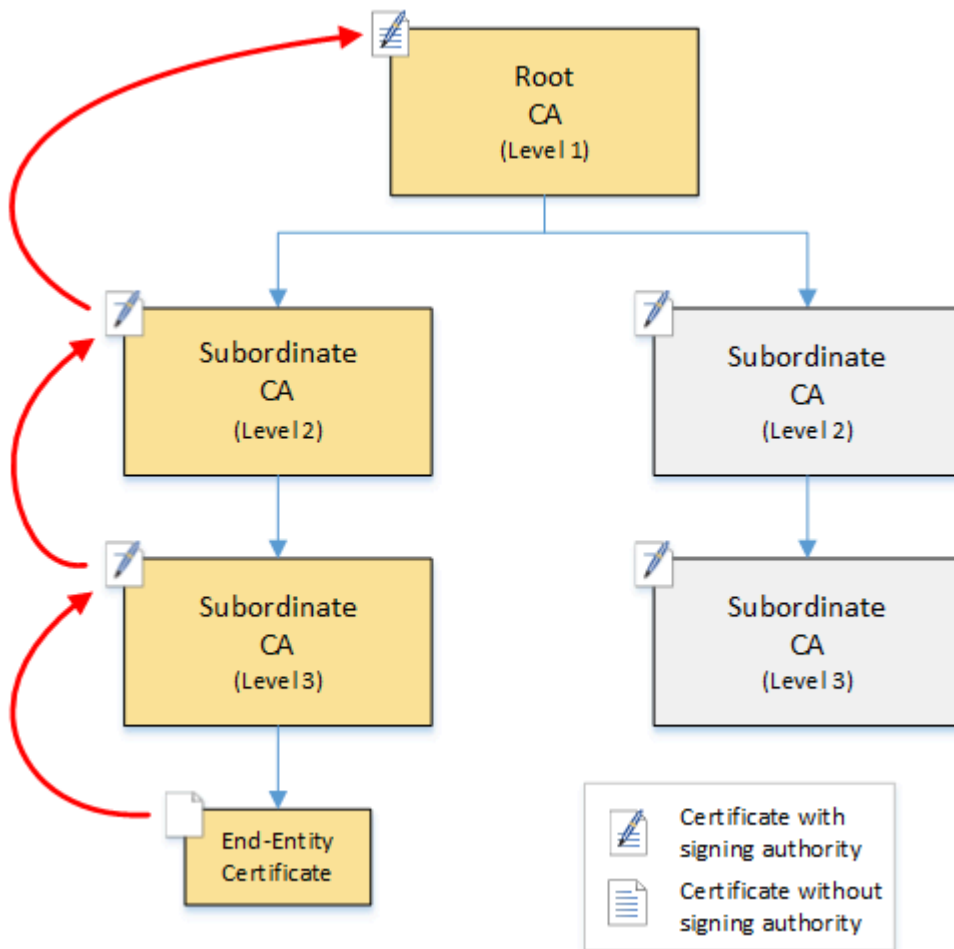 Root
CA
(Level 1)
Subordinate
CA
(Level 2)
Subordinate
CA
(Level 2)
Subordinate
CA
(Level 3)
Subordinate
CA
(Level 3)
End-Entity
Certificate
Certificate with
signing authority
Certificate without
signing authority